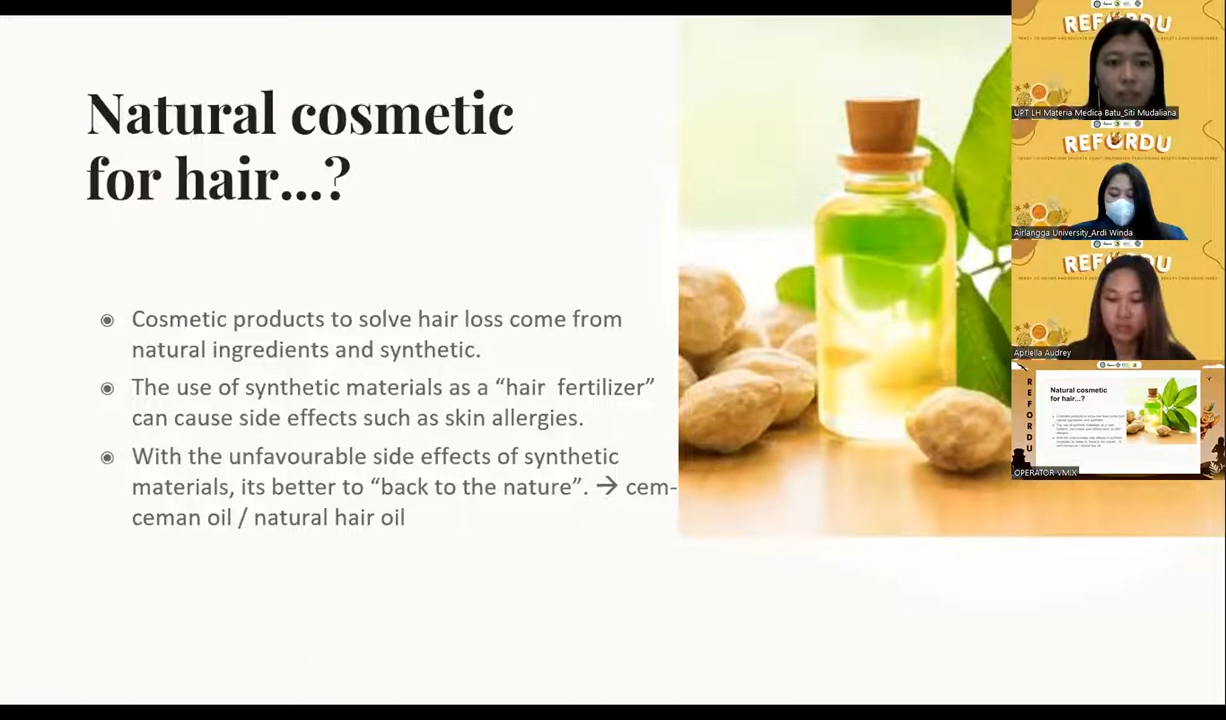 Natural cosmetic
for hair...?
◉ Cosmetic products to solve hair loss come from
natural ingredients and synthetic.
◉ The use of synthetic materials as a “hair fertilizer”
can cause side effects such as skin allergies.
◉ With the unfavourable side effects of synthetic
materials, its better to “back to the nature”. → cem-
ceman oil / natural hair oil
REFORDU
UPT LH Materia Medica Batu_Siti Mudaliana
REFORDU
Airlangga University_Ardi Winda
REFORDU
Apriella Audrey
REFORDU
Natural cosmetic
for hair...?
OPERATOR VMIX